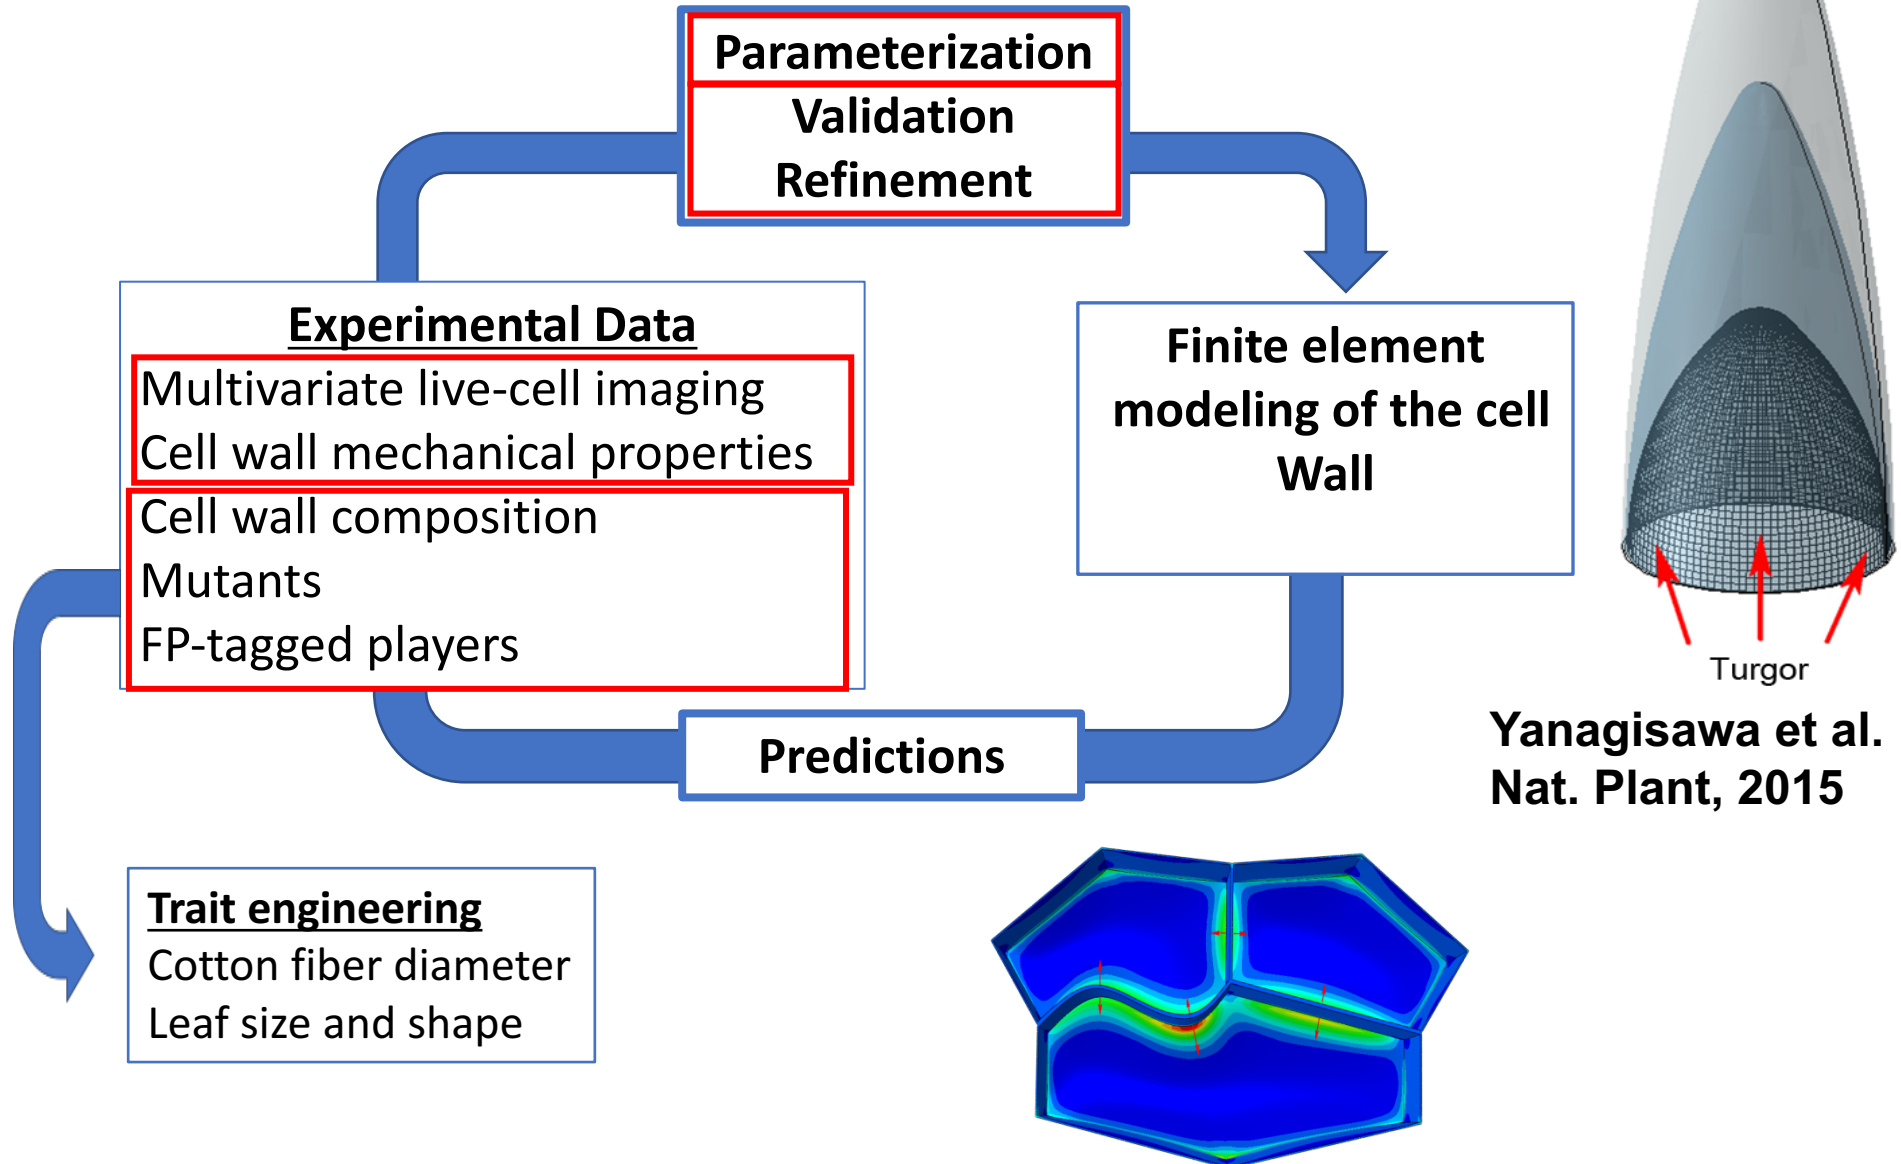 Parameterization
Validation
Refinement
Experimental Data
Multivariate live-cell imaging
Cell wall mechanical properties
Cell wall composition
Mutants
FP-tagged players
Finite element
modeling of the cell
Wall
Turgor
Yanagisawa et al.
Nat. Plant, 2015
Predictions
Trait engineering
Cotton fiber diameter
Leaf size and shape